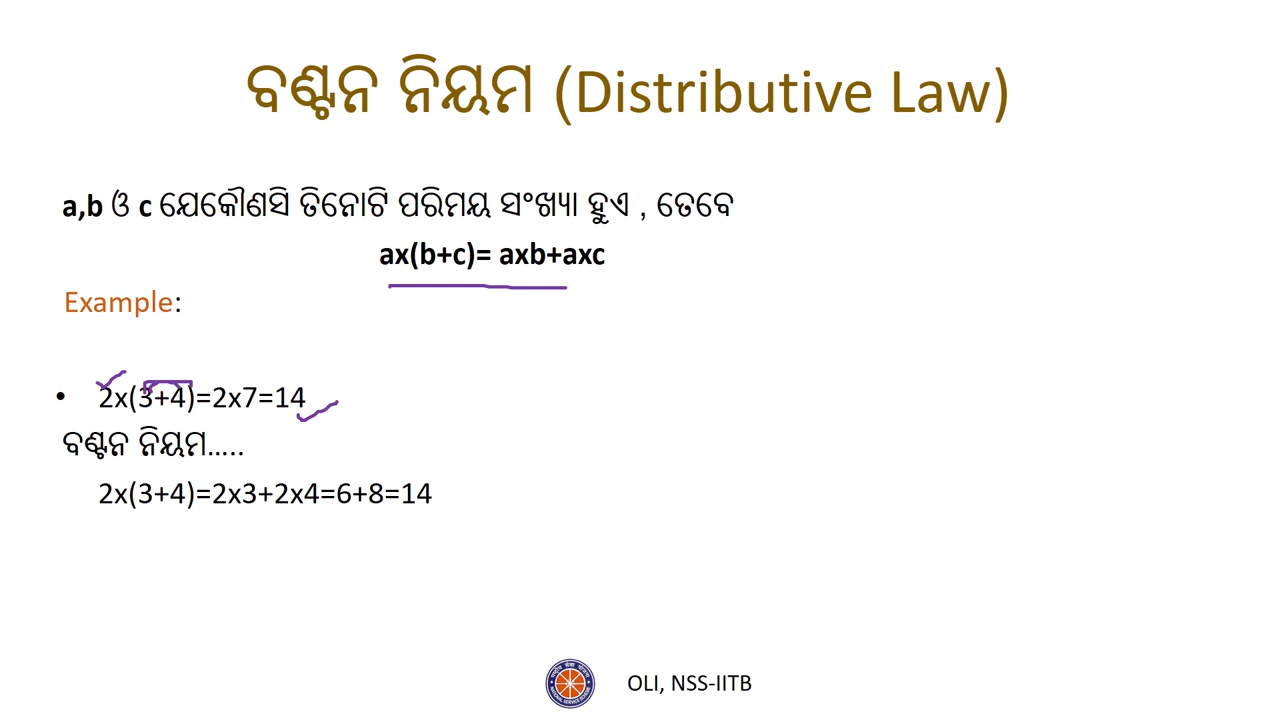 ବଣ୍ଟନ ନିୟମ (Distributive Law)
a,b ଓ c ଯେକୌଣସି ତିନୋଟି ପରିମୟ ସଂଖ୍ୟା ହୁଏ , ତେବେ
ax(b+c)= axb+axc
Example:
• 2x(3+4)=2x7=14
ବଣ୍ଟନ ନିୟମ.....
2x(3+4)=2x3+2x4=6+8=14
OLI, NSS-IITB